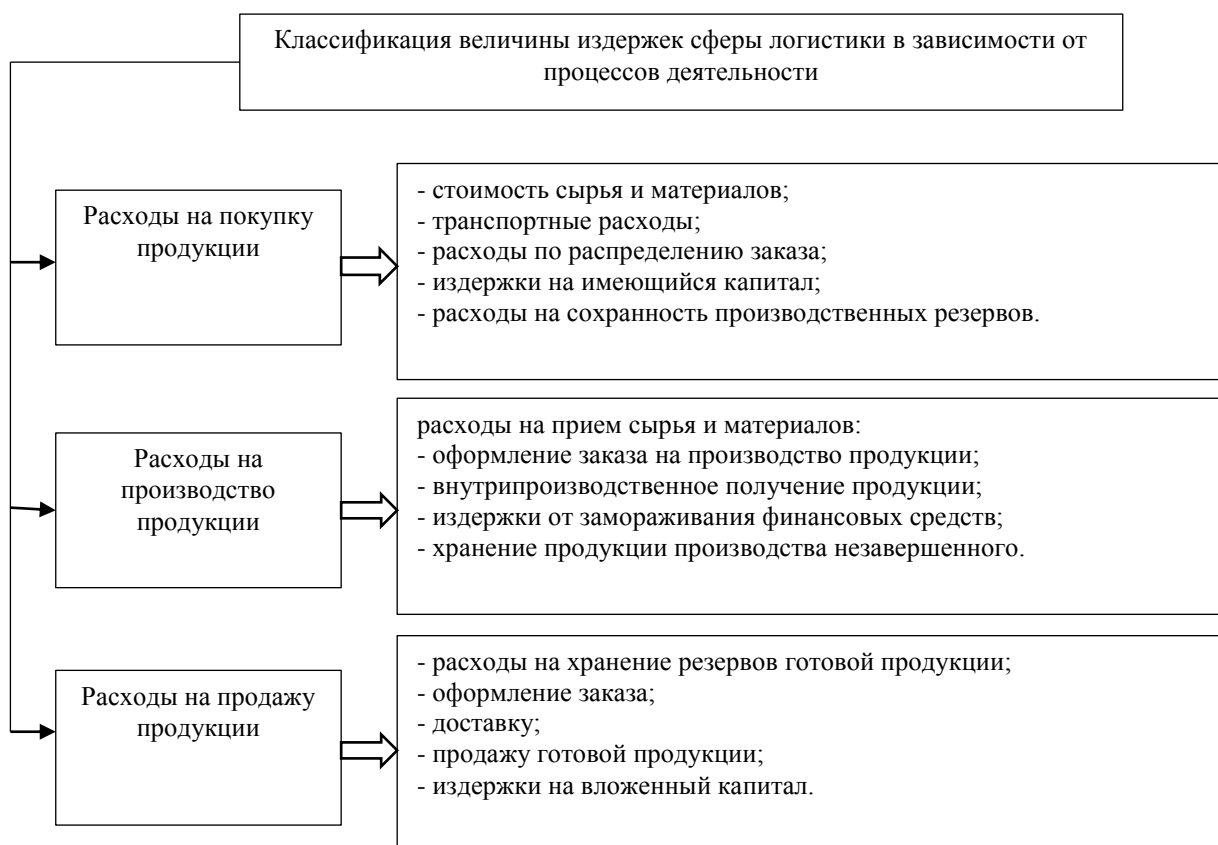 Классификация величины издержек сферы логистики в зависимости от
процессов деятельности
Расходы на покупку
продукции
- стоимость сырья и материалов;
- транспортные расходы;
- расходы по распределению заказа;
- издержки на имеющийся капитал;
- расходы на сохранность производственных резервов.
Расходы на
производство
продукции
расходы на прием сырья и материалов:
- оформление заказа на производство продукции;
- внутрипроизводственное получение продукции;
- издержки от замораживания финансовых средств;
- хранение продукции производства незавершенного.
Расходы на продажу
продукции
- расходы на хранение резервов готовой продукции;
- оформление заказа;
- доставку;
- продажу готовой продукции;
- издержки на вложенный капитал.